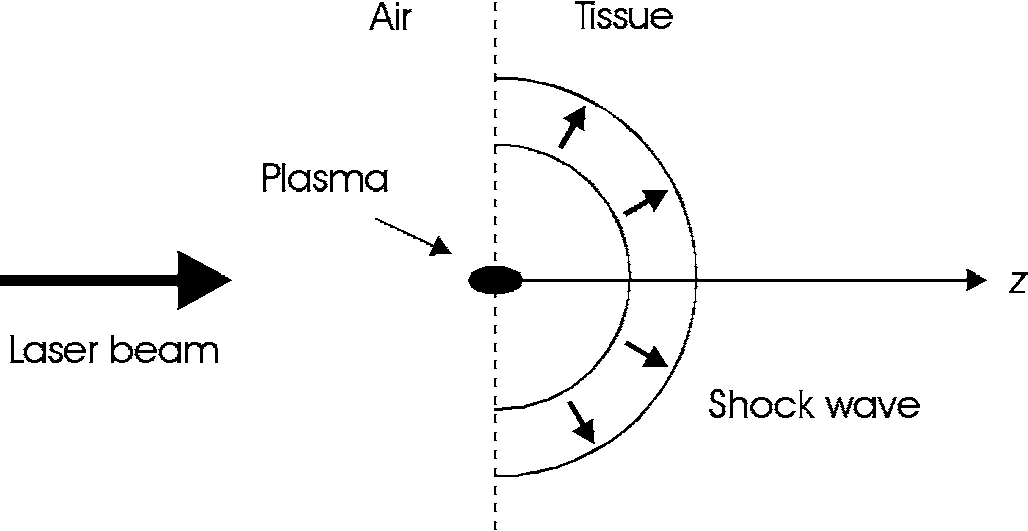 Air
Tissue
Plasma
z
Laser beam
Shock wave